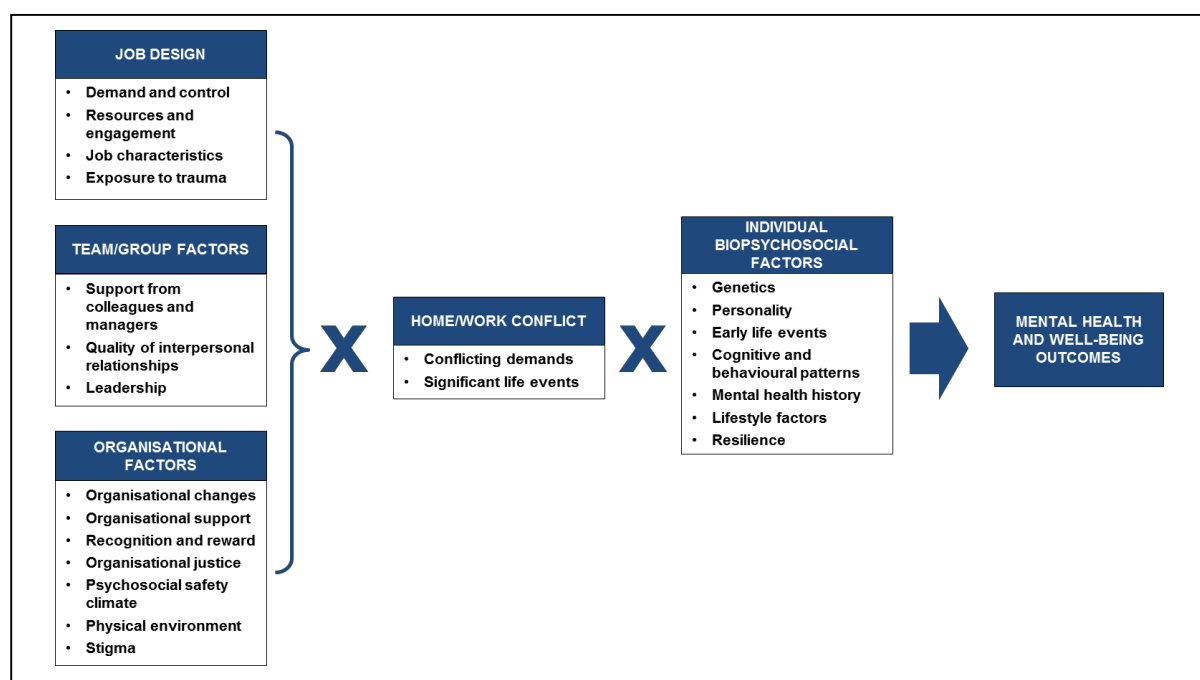 JOB DESIGN
• Demand and control
• Resources and
engagement
• Job characteristics
• Exposure to trauma
TEAM/GROUP FACTORS
• Support from
colleagues and
managers
• Quality of interpersonal
relationships
• Leadership
ORGANISATIONAL
FACTORS
• Organisational changes
• Organisational support
• Recognition and reward
• Organisational justice
• Psychosocial safety
climate
• Physical environment
• Stigma
X
HOME/WORK CONFLICT
• Conflicting demands
• Significant life events
X
INDIVIDUAL
BIOPSYCHOSOCIAL
FACTORS
• Genetics
• Personality
• Early life events
• Cognitive and
behavioural patterns
• Mental health history
• Lifestyle factors
• Resilience
MENTAL HEALTH
AND WELL-BEING
OUTCOMES